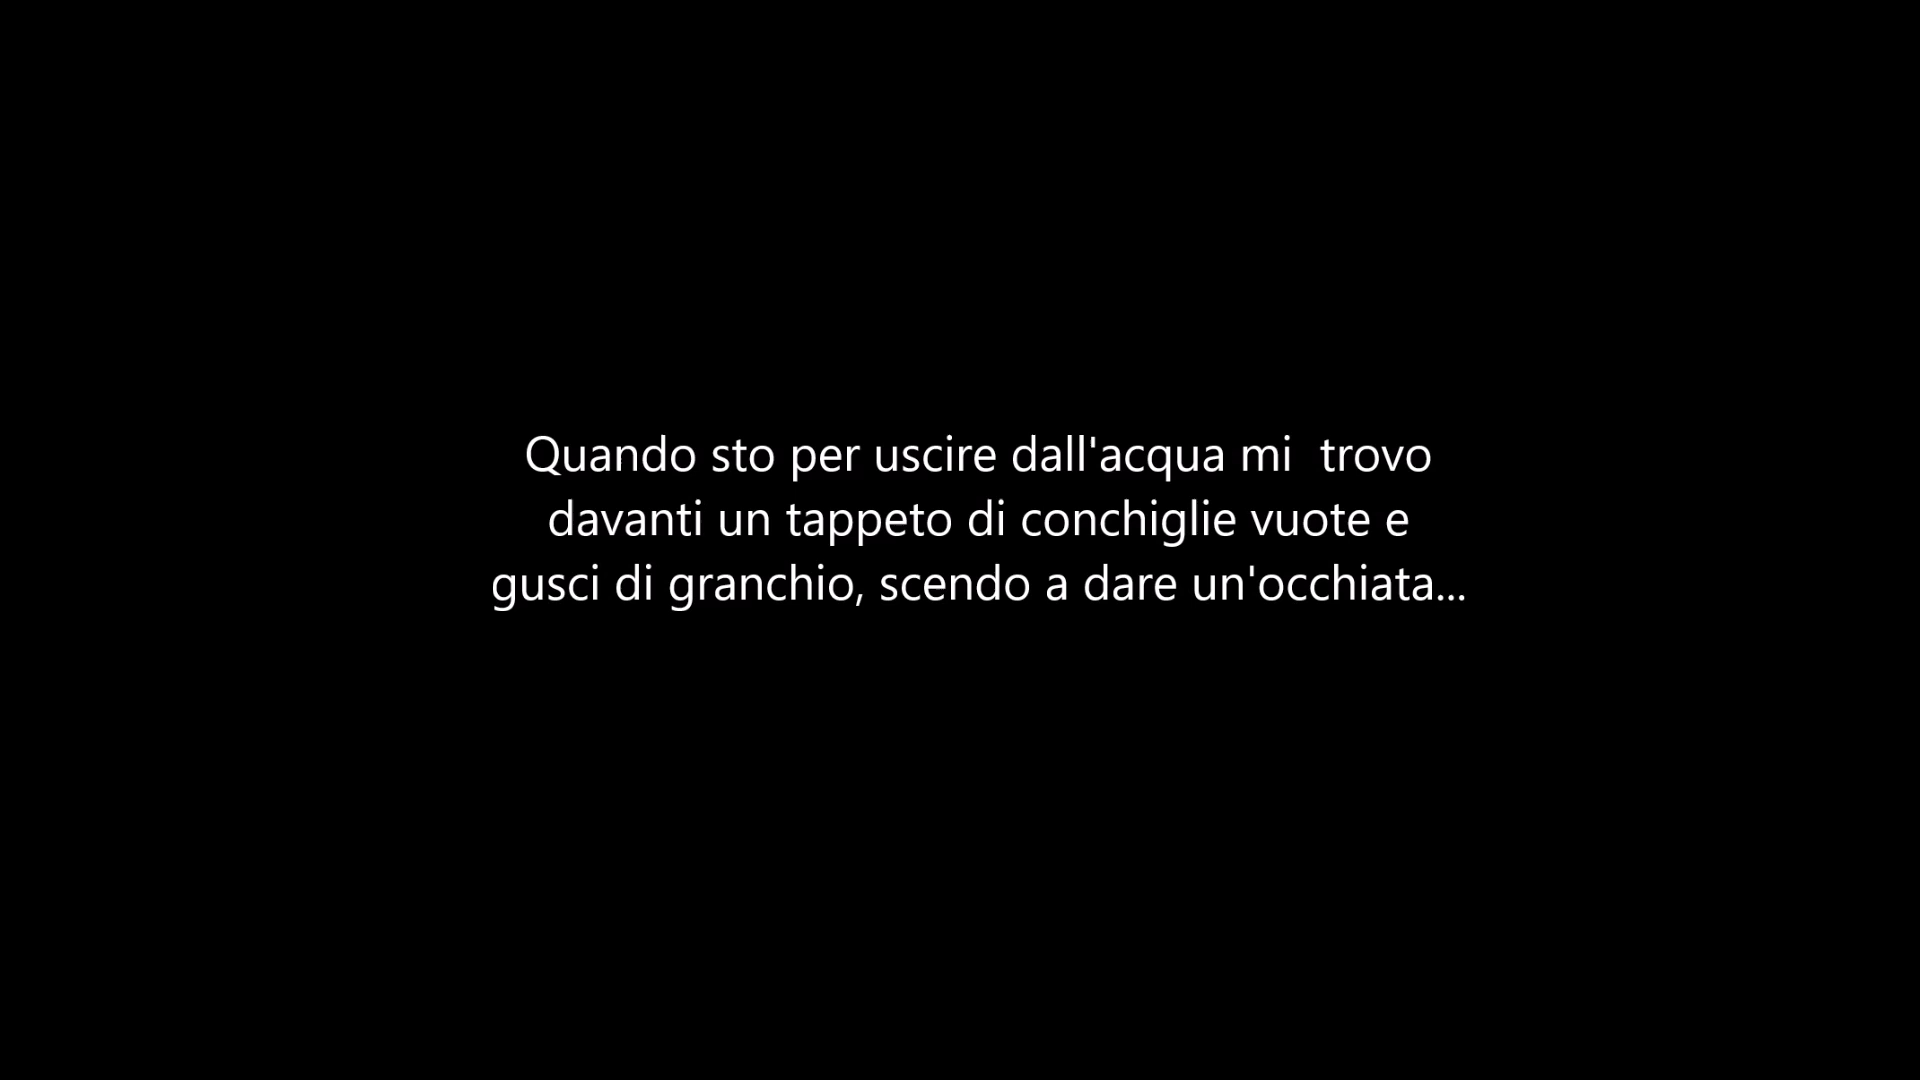 Quando sto per uscire dall'acqua mi  trovo
davanti un tappeto di conchiglie vuote e
gusci di granchio, scendo a dare un'occhiata...